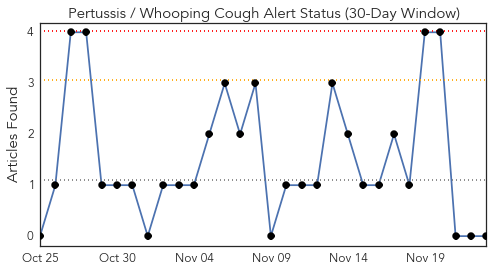 Pertussis / Whooping Cough Alert Status (30-Day Window)
Articles Found
4
3
2
1
0
Oct 25
Oct 30
Nov 04
Nov 09
Nov 14
Nov 19